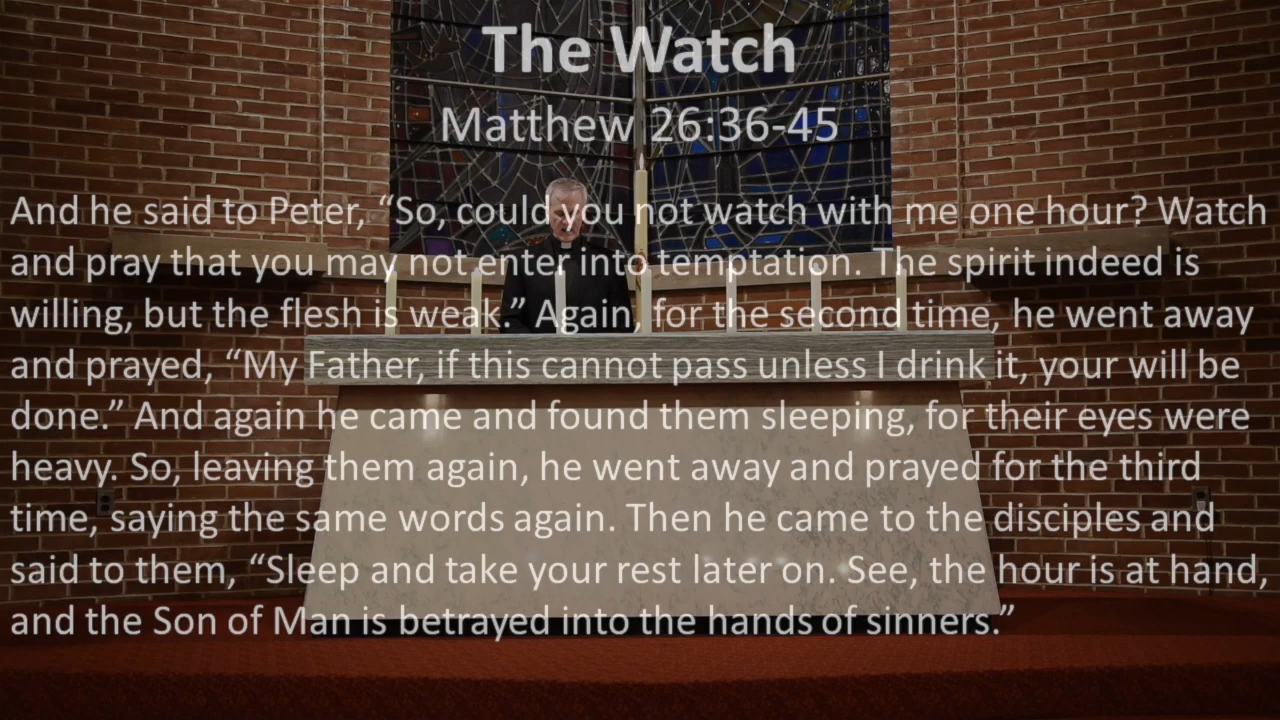 The Watch
Matthew 26:36-45
And he said to Peter, “So, could you not watch with me one hour? Watch
and pray that you may not enter into temptation. The spirit indeed is
willing, but the flesh is weak.” Again, for the second time, he went away
and prayed, “My Father, if this cannot pass unless I drink it, your will be
done.” And again he came and found them sleeping, for their eyes were
heavy. So, leaving them again, he went away and prayed for the third
time, saying the same words again. Then he came to the disciples and
said to them, “Sleep and take your rest later on. See, the hour is at hand,
and the Son of Man is betrayed into the hands of sinners.”